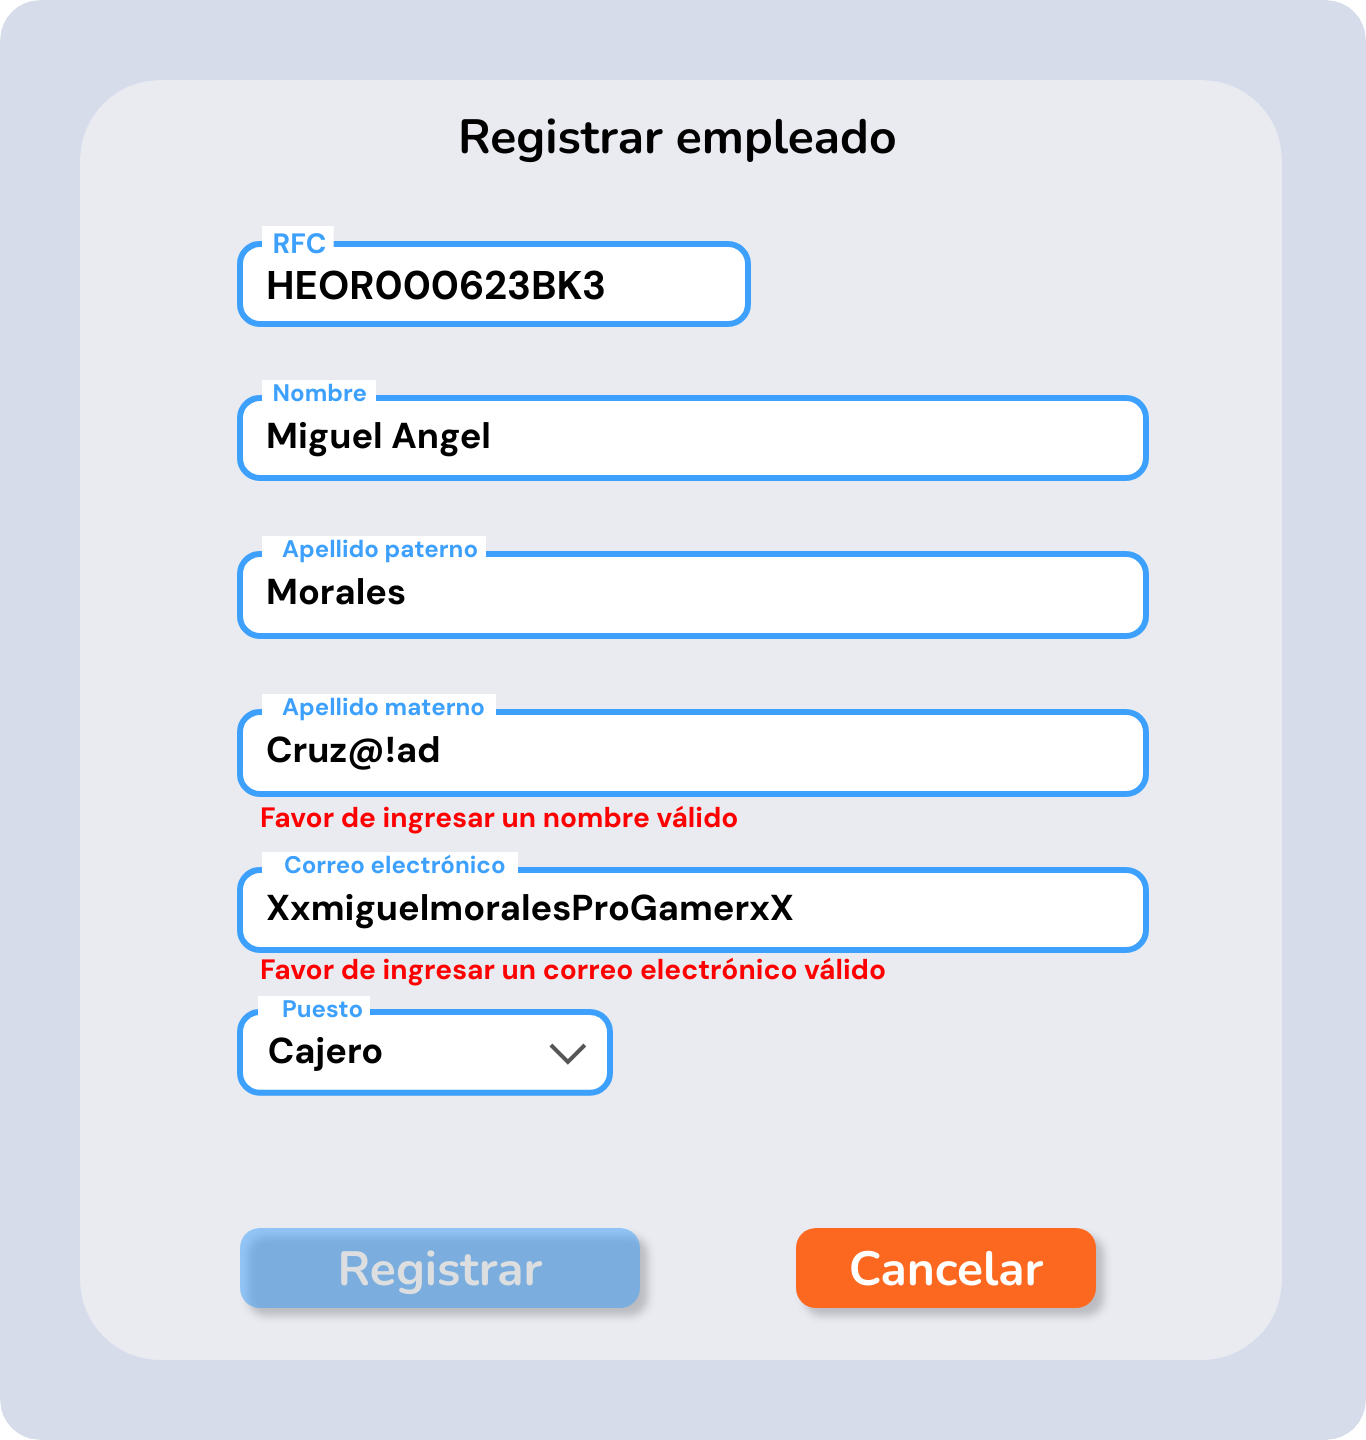 Registrar empleado
RFC
HEOR000623BK3
Nombre
Miguel Angel
Apellido paterno
Morales
Apellido materno
Cruz@!ad
Favor de ingresar un nombre válido
Correo electrónico
XxmiguelmoralesProGamerxX
Favor de ingresar un correo electrónico válido
Puesto
Cajero
Registrar
Cancelar